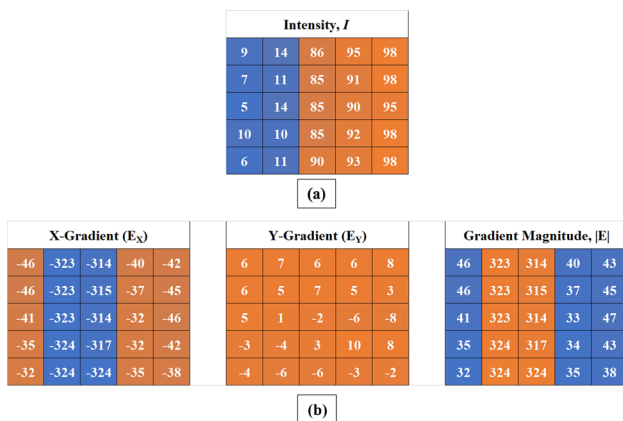 Intensity, I
9 14 86 95 98
7 11 85 91 98
5 14 85 90 95
10 10 85 92 98
6 11 90 93 98
(a)
X-Gradient (EX)
-46 -323 -314 -40 -42
-46 -323 -315 -37 -45
-41 -323 -314 -32 -46
-35 -324 -317 -32 -42
-32 -324 -324 -35 -38
Y-Gradient (EY)
6 7 6 6 8
6 5 7 5 3
5 1 -2 -6 -8
-3 -4 3 10 8
-4 -6 -6 -3 -2
Gradient Magnitude, |E|
46 323 314 40 43
46 323 315 37 45
41 323 314 33 47
35 324 317 34 43
32 324 324 35 38
(b)